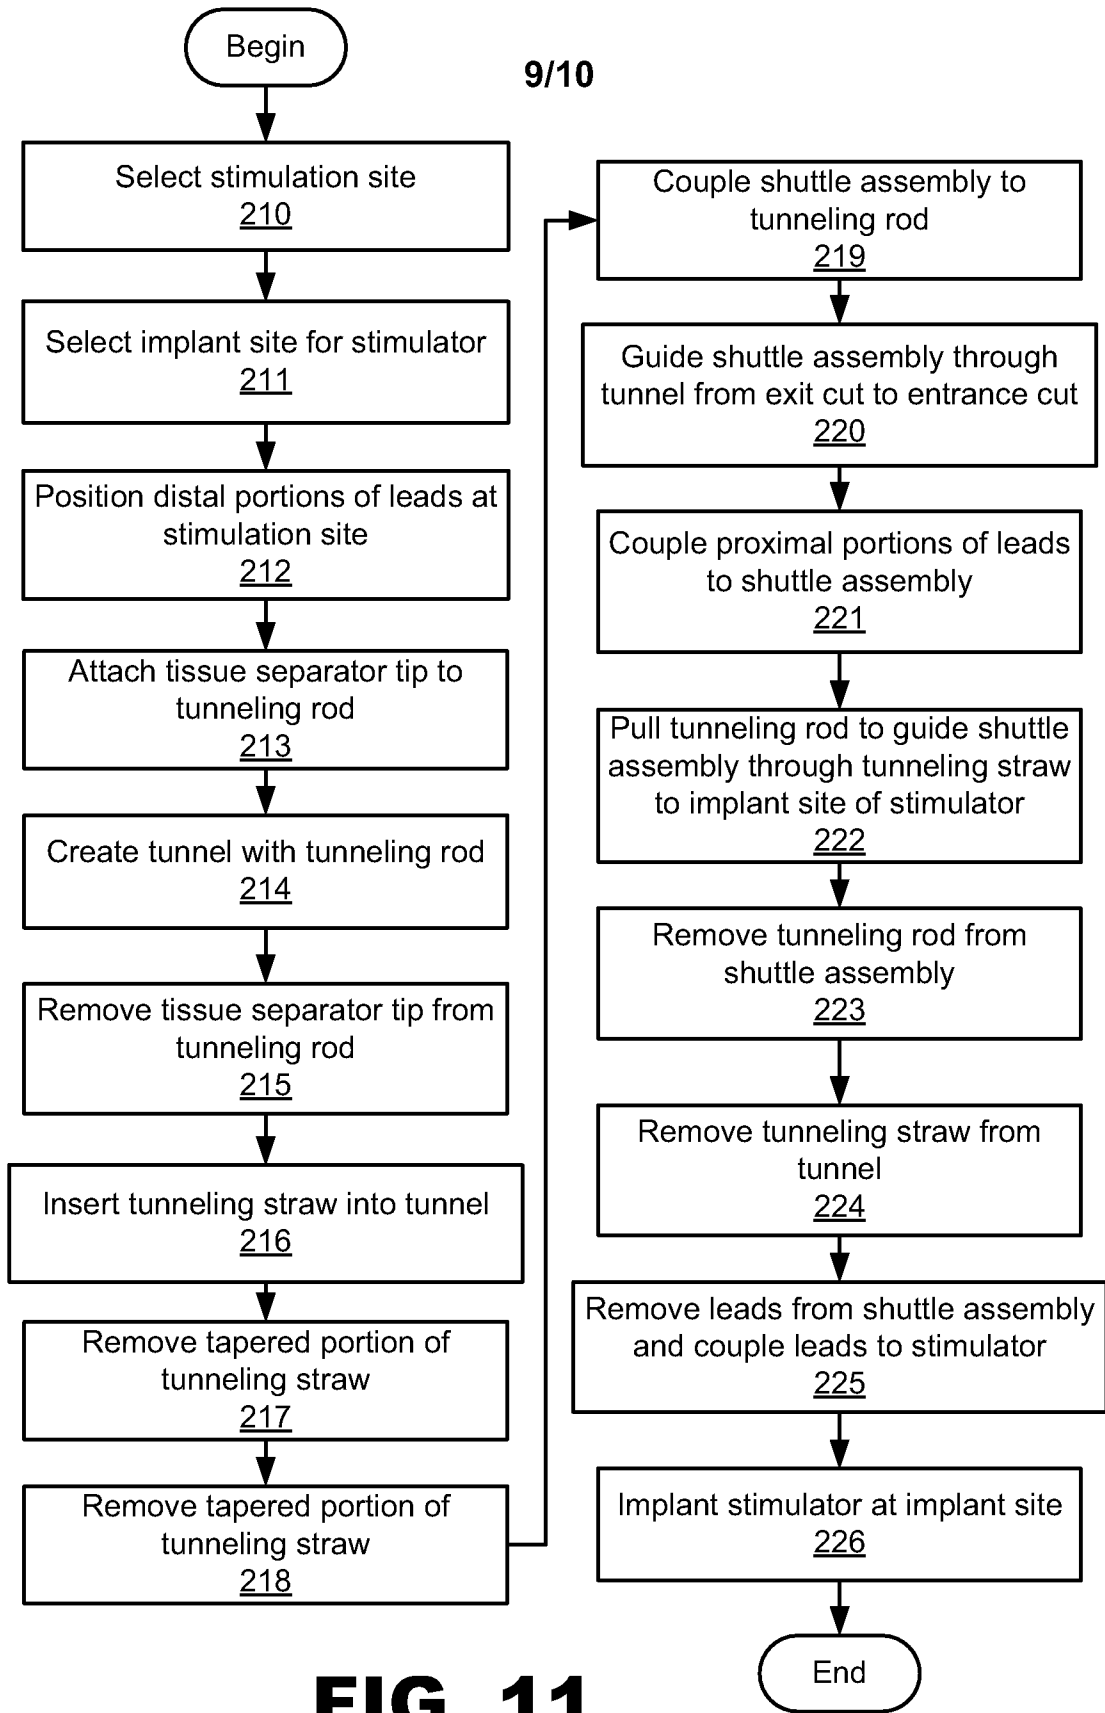 Begin
9/10
Select stimulation site
210
Select implant site for stimulator
211
Position distal portions of leads at
stimulation site
212
Attach tissue separator tip to
tunneling rod
213
Create tunnel with tunneling rod
214
Remove tissue separator tip from
tunneling rod
215
Insert tunneling straw into tunnel
216
Remove tapered portion of
tunneling straw
217
Remove tapered portion of
tunneling straw
218
Couple shuttle assembly to
tunneling rod
219
Guide shuttle assembly through
tunnel from exit cut to entrance cut
220
Couple proximal portions of leads
to shuttle assembly
221
Pull tunneling rod to guide shuttle
assembly through tunneling straw
to implant site of stimulator
222
Remove tunneling rod from
shuttle assembly
223
Remove tunneling straw from
tunnel
224
Remove leads from shuttle assembly
and couple leads to stimulator
225
Implant stimulator at implant site
226
End
FIG. 11